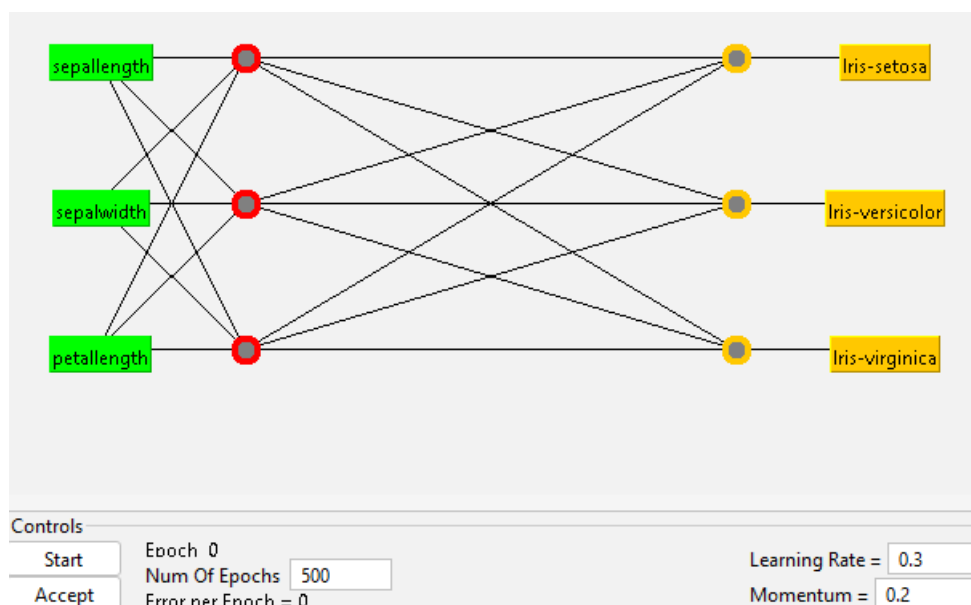 sepallength
Iris-setosa
sepalwidth
Iris-versicolor
petallength
Iris-virginica
Controls
Start
Epoch 0
Num Of Epochs 500
Learning Rate = 0.3
Accept
Error per Epoch = 0
Momentum = 0.2